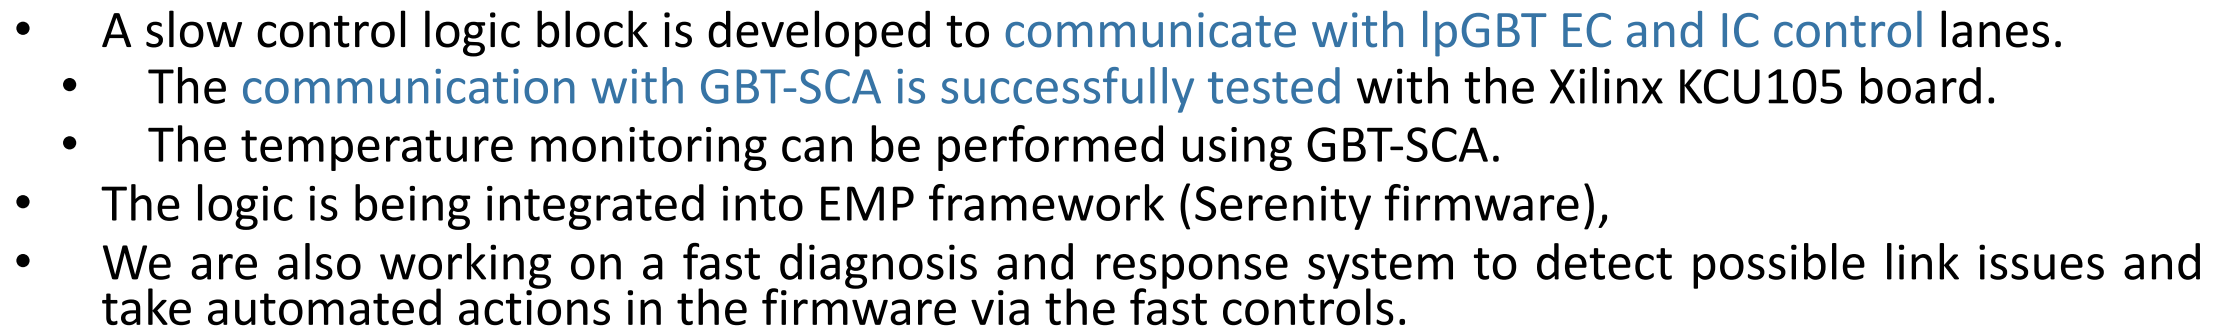 • A slow control logic block is developed to communicate with lpGBT EC and IC control lanes.
• The communication with GBT-SCA is successfully tested with the Xilinx KCU105 board.
• The temperature monitoring can be performed using GBT-SCA.
• The logic is being integrated into EMP framework (Serenity firmware),
• We are also working on a fast diagnosis and response system to detect possible link issues and
take automated actions in the firmware via the fast controls.